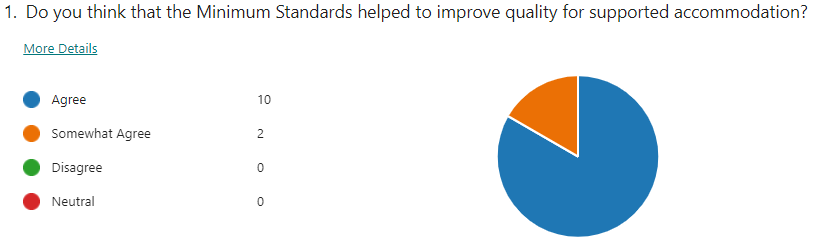 1. Do you think that the Minimum Standards helped to improve quality for supported accommodation?
More Details
Agree 10
Somewhat Agree 2
Disagree 0
Neutral 0